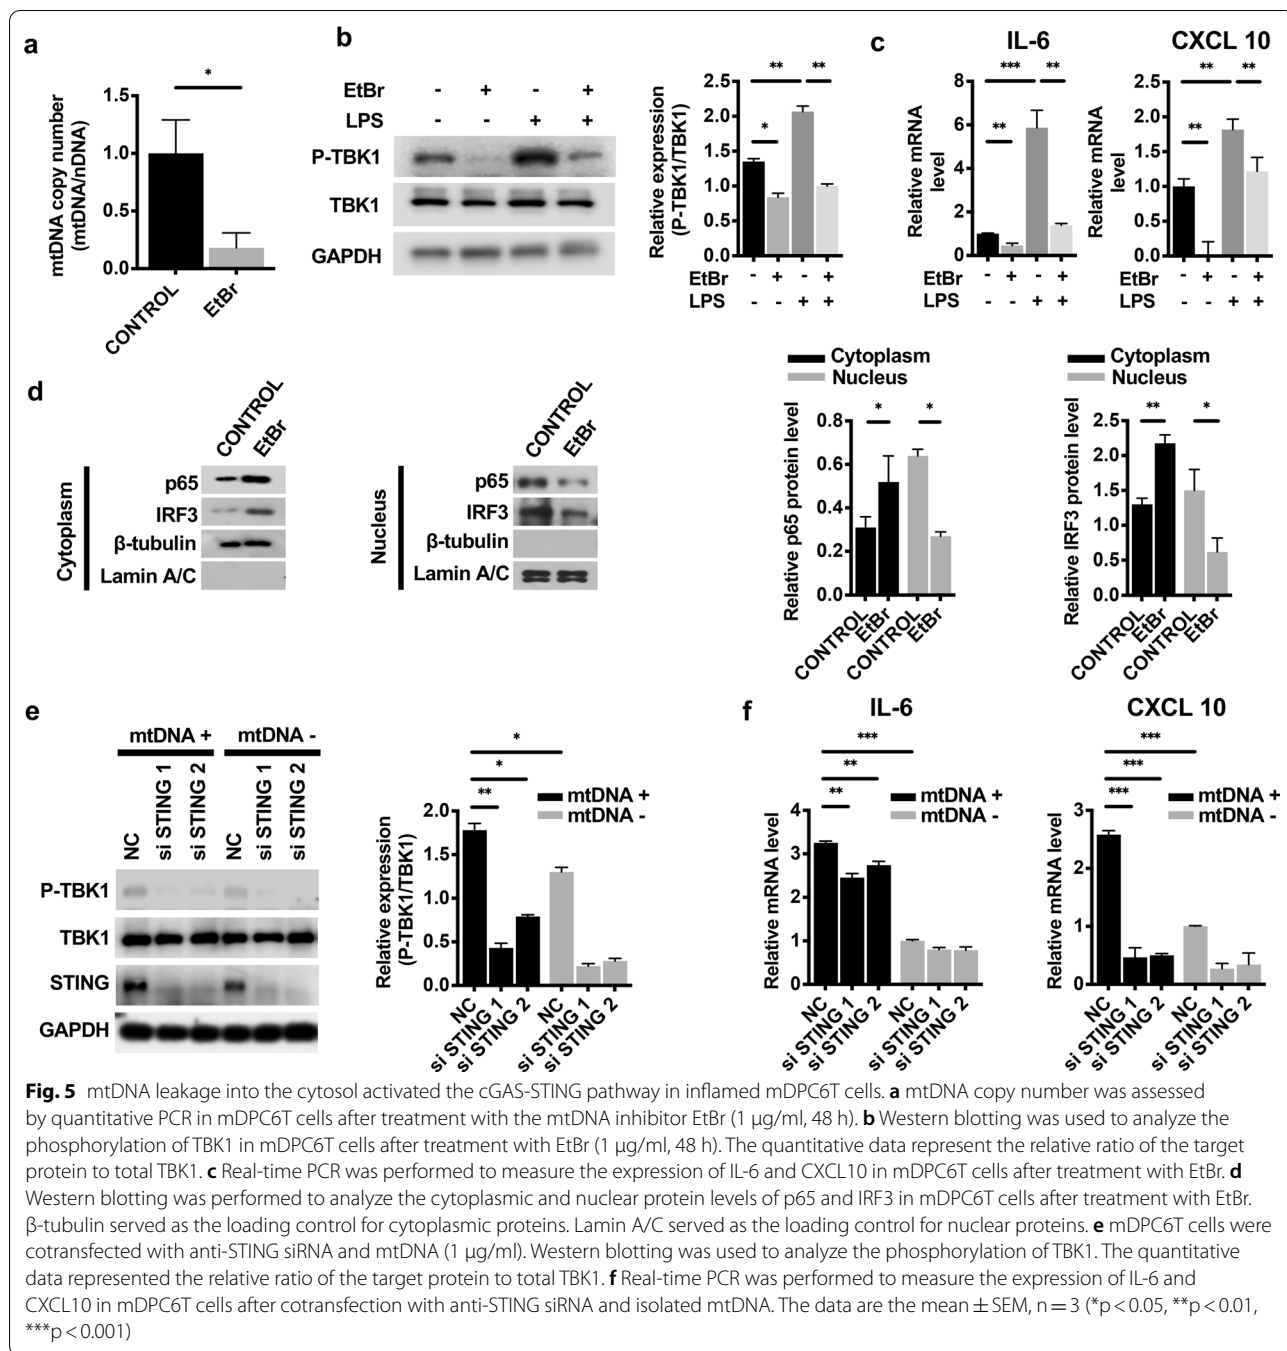 a
*
mtDNA copy number
(mtDNA/nDNA)
1.5
1.0
0.5
0.0
CONTROL
EtBr
b
EtBr - + - +
LPS - - + +
P-TBK1
TBK1
GAPDH
** **
*
Relative expression
(P-TBK1/TBK1)
2.5
2.0
1.5
1.0
0.5
0.0
EtBr - + - +
LPS - - + +
c
IL-6
*** **
**
Relative mRNA
level
8
6
4
2
0
EtBr - + - +
LPS - - + +
CXCL 10
** **
**
Relative mRNA
level
2.5
2.0
1.5
1.0
0.5
0.0
- + - +
- - + +
d
CONTROL
EtBr
Cytoplasm
p65
IRF3
β-tubulin
Lamin A/C
CONTROL
EtBr
Nucleus
p65
IRF3
β-tubulin
Lamin A/C
Cytoplasm
Nucleus
* *
Relative p65 protein level
0.8
0.6
0.4
0.2
0.0
CONTROL
EtBr
CONTROL
EtBr
Cytoplasm
Nucleus
** *
Relative IRF3 protein level
2.5
2.0
1.5
1.0
0.5
0.0
CONTROL
EtBr
CONTROL
EtBr
e
mtDNA + mtDNA -
NC
si STING 1
si STING 2
NC
si STING 1
si STING 2
P-TBK1
TBK1
STING
GAPDH
*
*
**
mtDNA +
mtDNA -
Relative expression
(P-TBK1/TBK1)
2.0
1.5
1.0
0.5
0.0
NC
si STING 1
si STING 2
NC
si STING 1
si STING 2
f
IL-6
***
**
**
mtDNA +
mtDNA -
Relative mRNA level
4
3
2
1
0
NC
si STING 1
si STING 2
NC
si STING 1
si STING 2
CXCL 10
***
***
***
mtDNA +
mtDNA -
Relative mRNA level
3
2
1
0
NC
si STING 1
si STING 2
NC
si STING 1
si STING 2
Fig. 5 mtDNA leakage into the cytosol activated the cGAS-STING pathway in inflamed mDPC6T cells. a mtDNA copy number was assessed
by quantitative PCR in mDPC6T cells after treatment with the mtDNA inhibitor EtBr (1 µg/ml, 48 h). b Western blotting was used to analyze the
phosphorylation of TBK1 in mDPC6T cells after treatment with EtBr (1 µg/ml, 48 h). The quantitative data represent the relative ratio of the target
protein to total TBK1. c Real-time PCR was performed to measure the expression of IL-6 and CXCL10 in mDPC6T cells after treatment with EtBr. d
Western blotting was performed to analyze the cytoplasmic and nuclear protein levels of p65 and IRF3 in mDPC6T cells after treatment with EtBr.
β-tubulin served as the loading control for cytoplasmic proteins. Lamin A/C served as the loading control for nuclear proteins. e mDPC6T cells were
cotransfected with anti-STING siRNA and mtDNA (1 µg/ml). Western blotting was used to analyze the phosphorylation of TBK1. The quantitative
data represented the relative ratio of the target protein to total TBK1. f Real-time PCR was performed to measure the expression of IL-6 and
CXCL10 in mDPC6T cells after cotransfection with anti-STING siRNA and isolated mtDNA. The data are the mean ± SEM, n = 3 (*p < 0.05, **p < 0.01,
***p < 0.001)